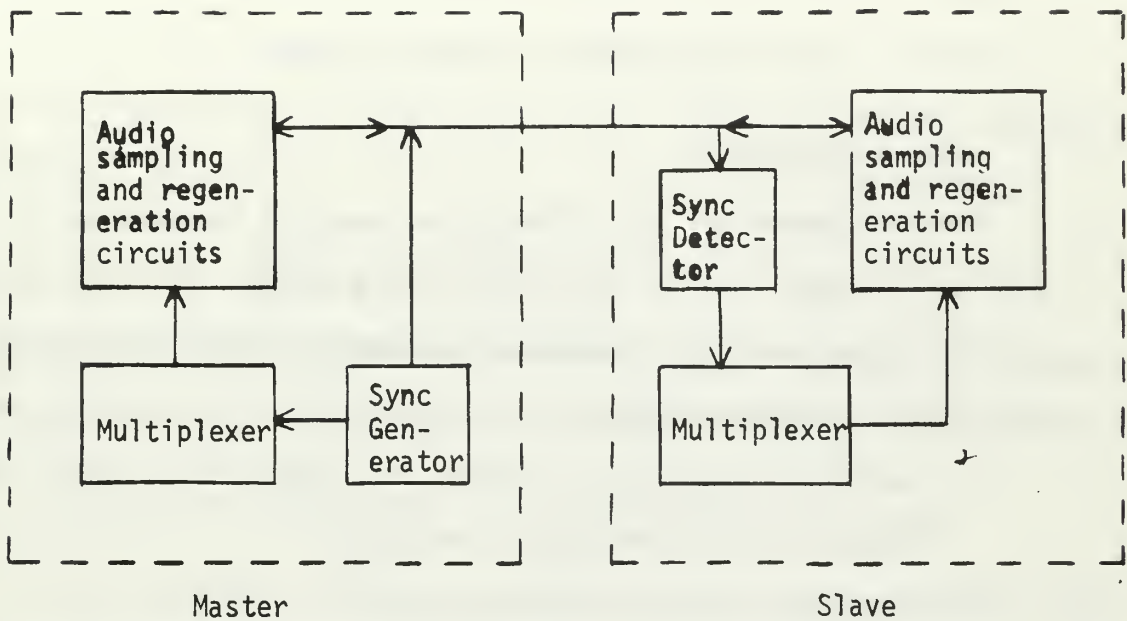 Audio
sampling
and regen-
eration
circuits
Multiplexer
Sync
Gen-
erator
Sync
Detec-
tor
Audio
sampling
and regen-
eration
circuits
Multiplexer
Master
Slave